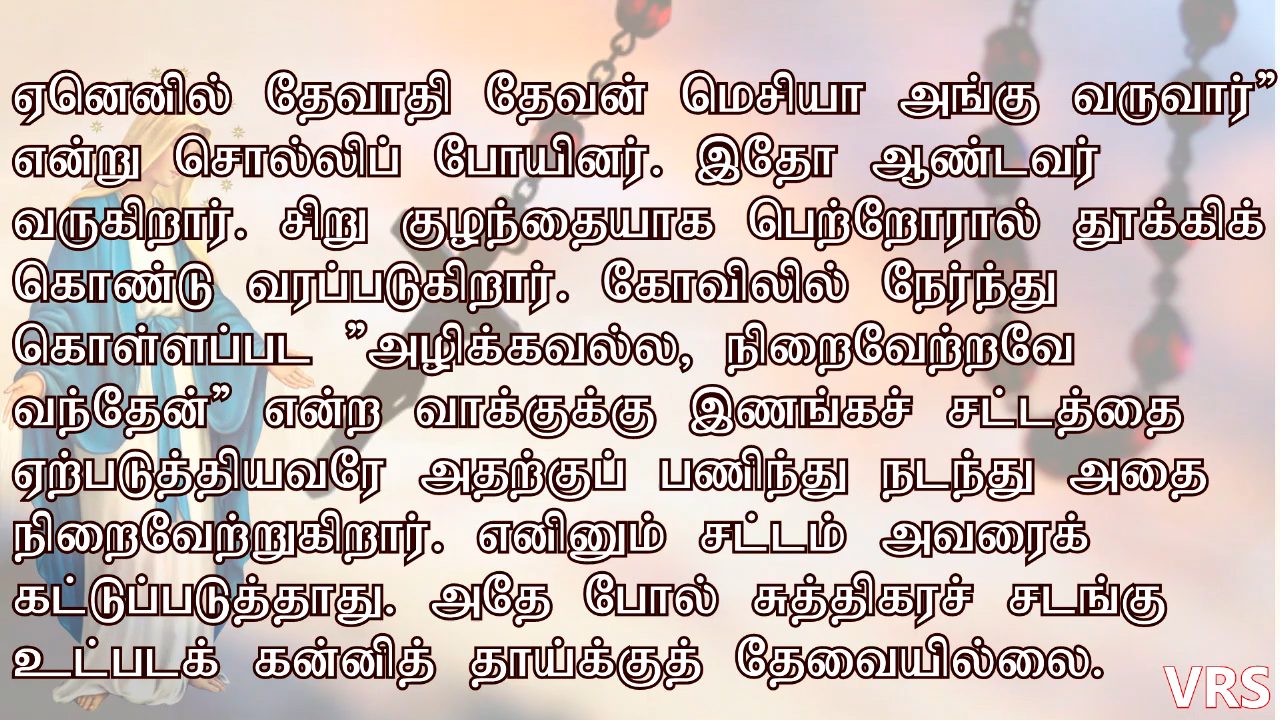 ஏனெனில் தேவாதி தேவன் மெசியா அங்கு வருவார்”
என்று சொல்லிப் போயினர். இதோ ஆண்டவர்
வருகிறார். சிறு குழந்தையாக பெற்றோரால் தூக்கிக்
கொண்டு வரப்படுகிறார். கோவிலில் நேர்ந்து
கொள்ளப்பட ”அழிக்கவல்ல, நிறைவேற்றவே
வந்தேன்” என்ற வாக்குக்கு இணங்கச் சட்டத்தை
ஏற்படுத்தியவரே அதற்குப் பணிந்து நடந்து அதை
நிறைவேற்றுகிறார். எனினும் சட்டம் அவரைக்
கட்டுப்படுத்தாது. அதே போல் சுத்திகரச் சடங்கு
உட்படக் கன்னித் தாய்க்குத் தேவையில்லை.
VRS